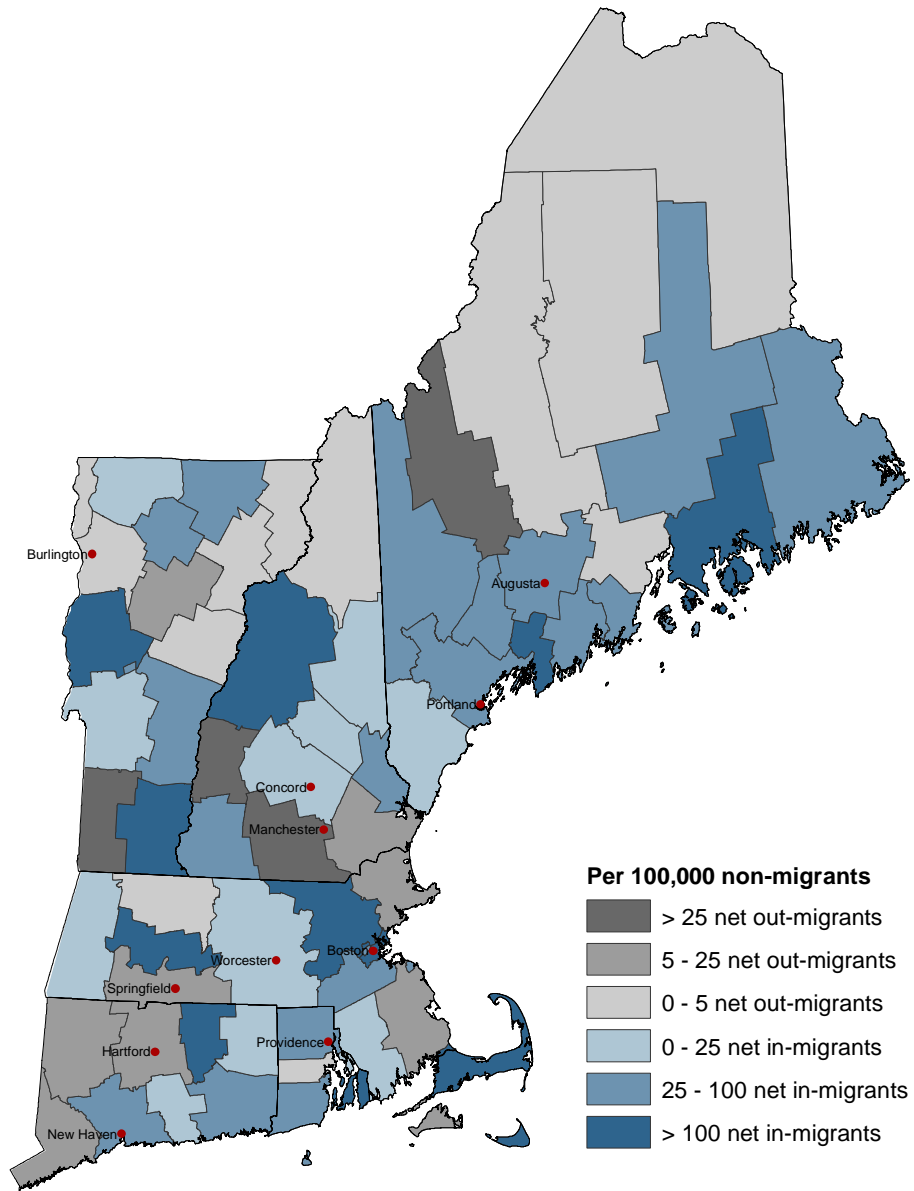 Burlington
Augusta
Portland
Concord
Manchester
Boston
Worcester
Springfield
Providence
Hartford
New Haven
Per 100,000 non-migrants
> 25 net out-migrants
5 - 25 net out-migrants
0 - 5 net out-migrants
0 - 25 net in-migrants
25 - 100 net in-migrants
> 100 net in-migrants